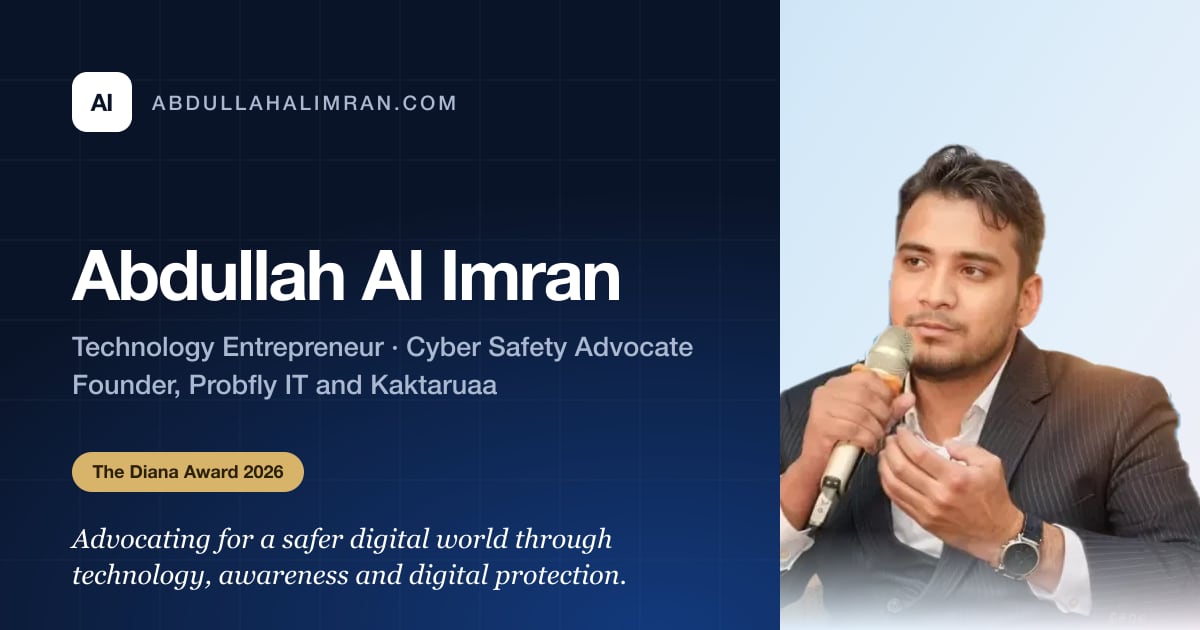 AI
ABDULLAHALIMRAN.COM
Abdullah Al Imran
Technology Entrepreneur · Cyber Safety Advocate
Founder, Probfly IT and Kaktaruaa
The Diana Award 2026
Advocating for a safer digital world through
technology, awareness and digital protection.